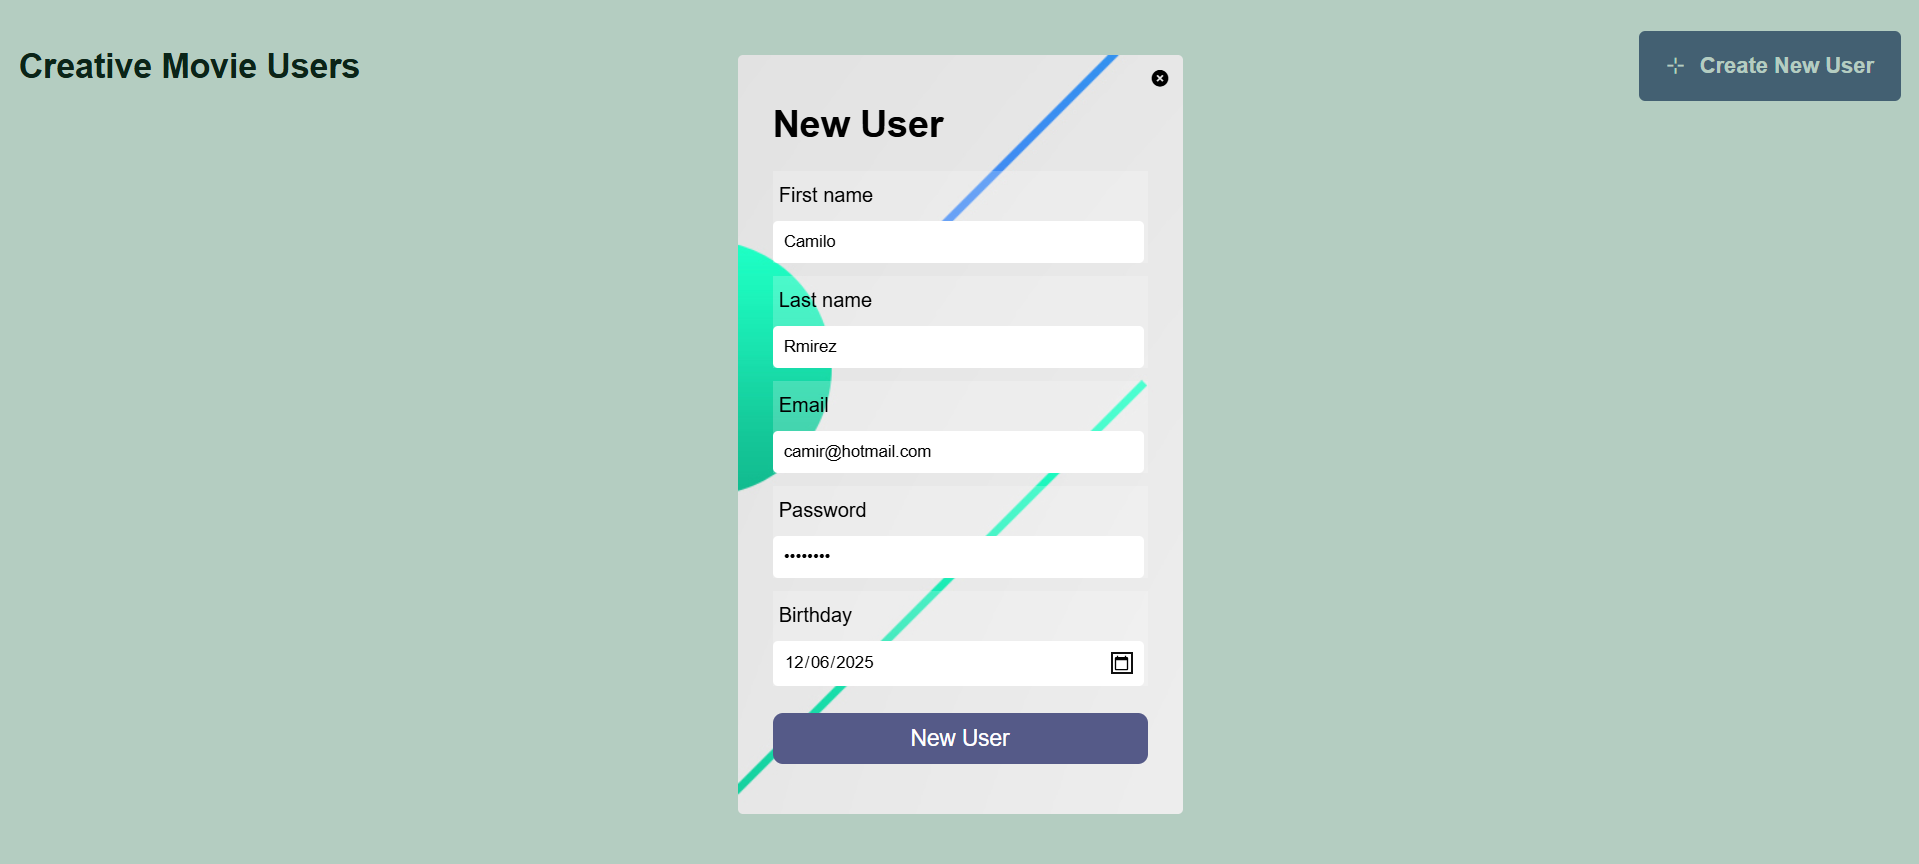 Creative Movie Users
Create New User
New User
First name
Camilo
Last name
Rmirez
Email
camir@hotmail.com
Password
••••••••
Birthday
12/06/2025
New User